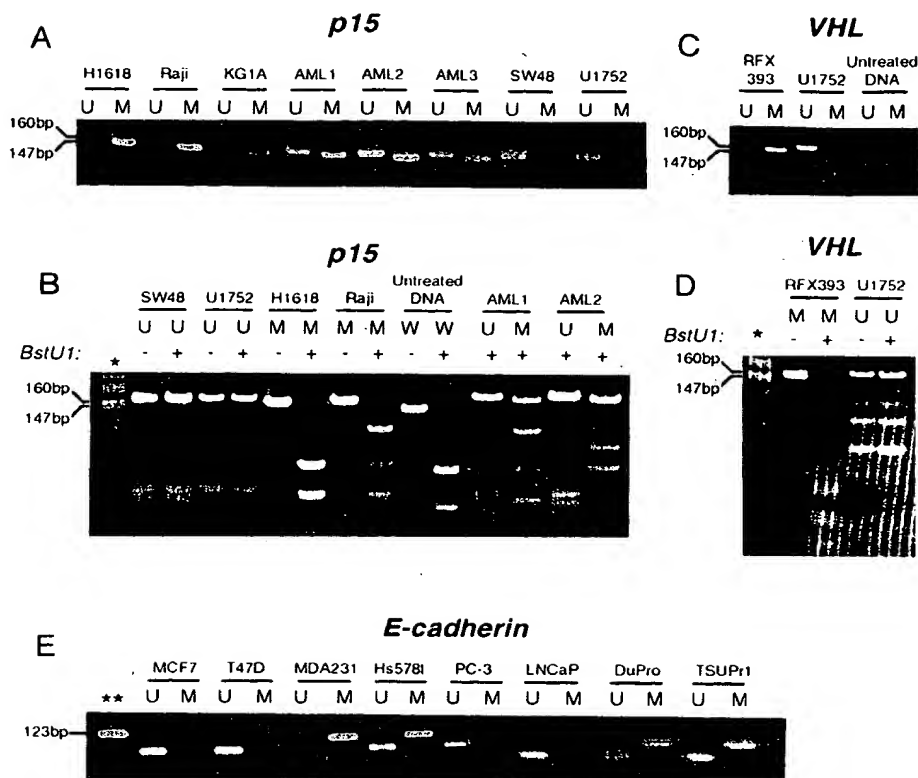 A
p15
H1618 Raji KG1A AML1 AML2 AML3 SW48 U1752
U M U M U M U M U M U M U M U M
160bp
147bp
C
VHL
RFX
393 U1752 Untreated
DNA
U M U M U M
160bp
147bp
B
p15
SW48 U1752 H1618 Raji Untreated
DNA AML1 AML2
U U U U M M M M W W U M U M
BstU1: - + - + - + - + - + + + + +
*
160bp
147bp
D
VHL
RFX393 U1752
M M U U
BstU1: * - + - +
160bp
147bp
E
E-cadherin
MCF7 T47D MDA231 Hs578t PC-3 LNCaP DuPro TSUPr1
** U M U M U M U M U M U M U M U M
123bp